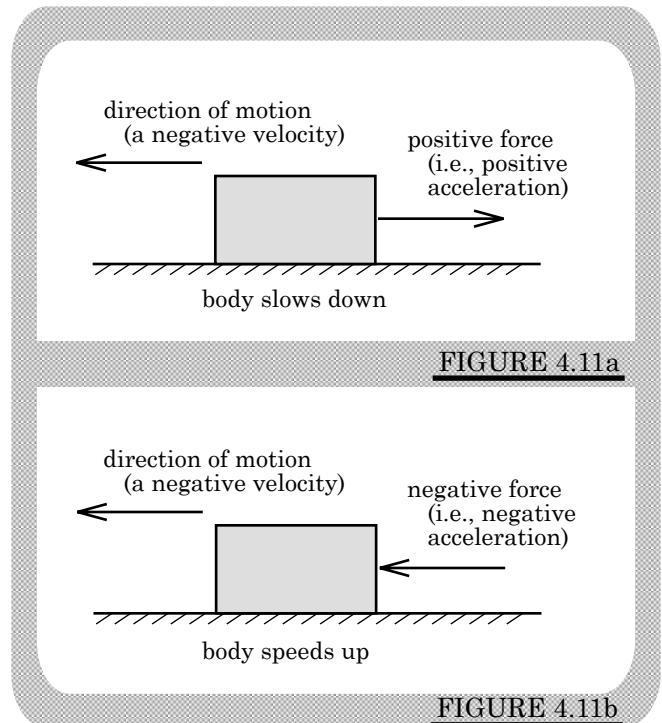 direction of motion
(a negative velocity)
positive force
(i.e., positive
acceleration)
body slows down
FIGURE 4.11a
direction of motion
(a negative velocity)
negative force
(i.e., negative
acceleration)
body speeds up
FIGURE 4.11b